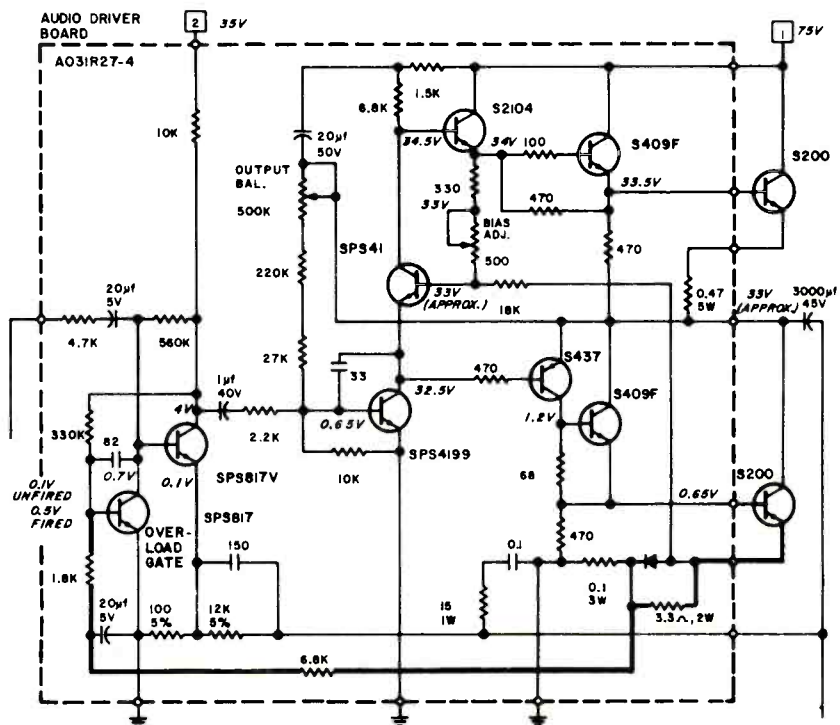 AUDIO DRIVER
BOARD
2
35V
1
75V
A031R27-4
10K
6.8K
1.5K
S2104
20µf
50V
34.5V
34V
100
S409F
S200
OUTPUT
BAL.
500K
330
33V
470
33.5V
BIAS
ADJ.
500
SPS41
470
220K
33V
(APPROX.)
18K
0.47
5W
33V
(APPROX.)
3000µf
45V
20µf
5V
4.7K
560K
27K
33
S437
470
32.5V
S409F
1µf
40V
4V
2.2K
0.65V
1.2V
330K
82
0.7V
0.1V
SPS817V
10K
SPS4199
68
S200
0.65V
0.1V
UNFIRED
0.5V
FIRED
SPS817
OVER-
LOAD
GATE
470
1.8K
150
0.1
0.1
3W
20µf
5V
100
5%
12K
5%
15
1W
3.3Ω, 2W
6.8K